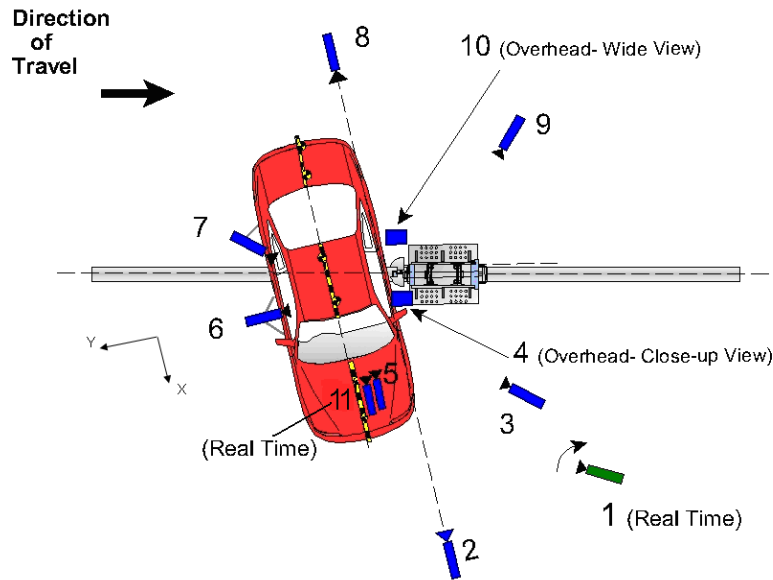 Direction
of
Travel
8
10 (Overhead- Wide View)
9
7
6
Y
X
4 (Overhead- Close-up View)
5
11
3
(Real Time)
1 (Real Time)
2